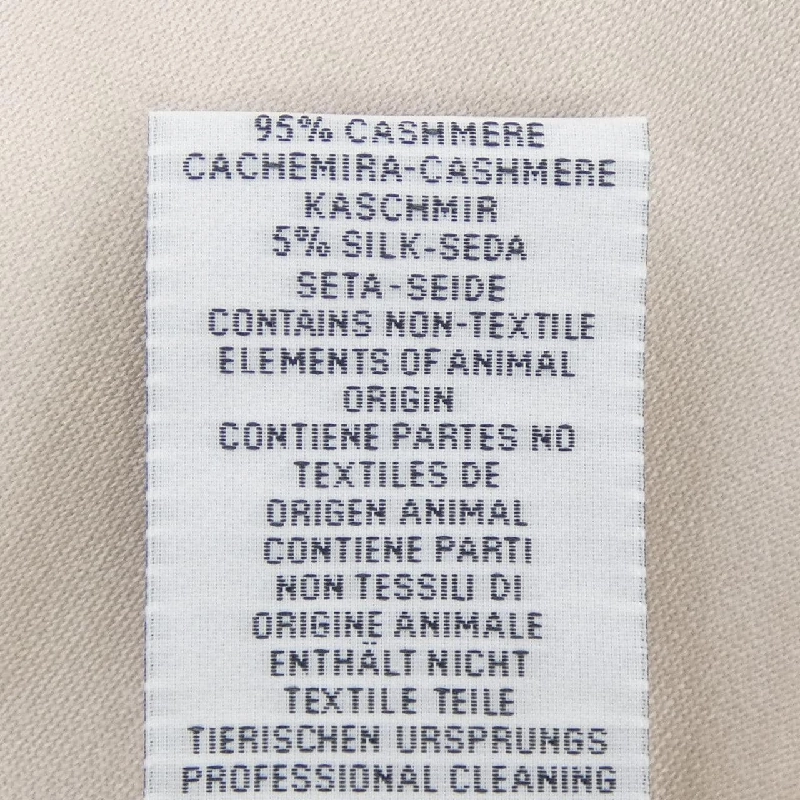 95% CASHMERE
CACHEMIRA-CASHMERE
KASCHMIR
5% SILK-SEDA
SETA-SEIDE
CONTAINS NON-TEXTILE
ELEMENTS OF ANIMAL
ORIGIN
CONTIENE PARTES NO
TEXTILES DE
ORIGEN ANIMAL
CONTIENE PARTI
NON TESSILI DI
ORIGINE ANIMALE
ENTHÄLT NICHT
TEXTILE TEILE
TIERISCHEN URSPRUNGS
PROFESSIONAL CLEANING